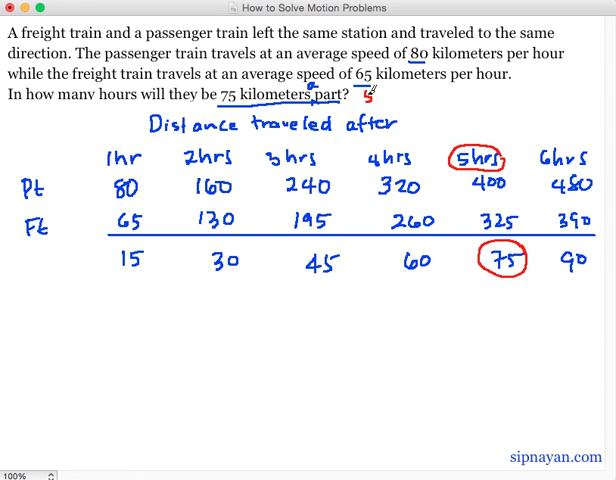 How to Solve Motion Problems
A freight train and a passenger train left the same station and traveled to the same
direction. The passenger train travels at an average speed of 80 kilometers per hour
while the freight train travels at an average speed of 65 kilometers per hour.
In how many hours will they be 75 kilometers a part? 5
Distance traveled after
1hr 2hrs 3hrs 4hrs 5hrs 6hrs
Pt 80 160 240 320 400 480
Ft 65 130 195 260 325 390
15 30 45 60 75 90
sipnayan.com
100%